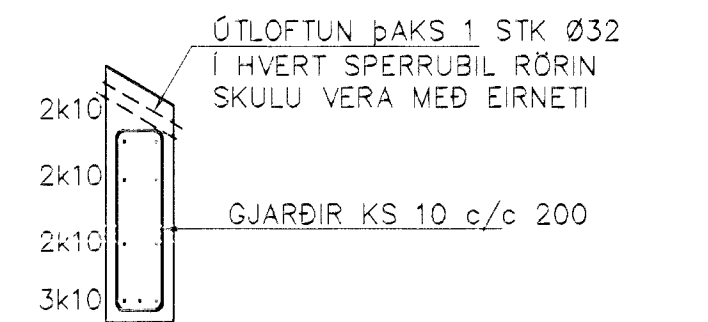 ÚTLOFTUN ÞAKS 1 STK Ø32
Í HVERT SPERRUBIL RÖRIN
SKULU VERA MEÐ EIRNETI
2k10
2k10
GJARÐIR KS 10 c/c 200
2k10
3k10